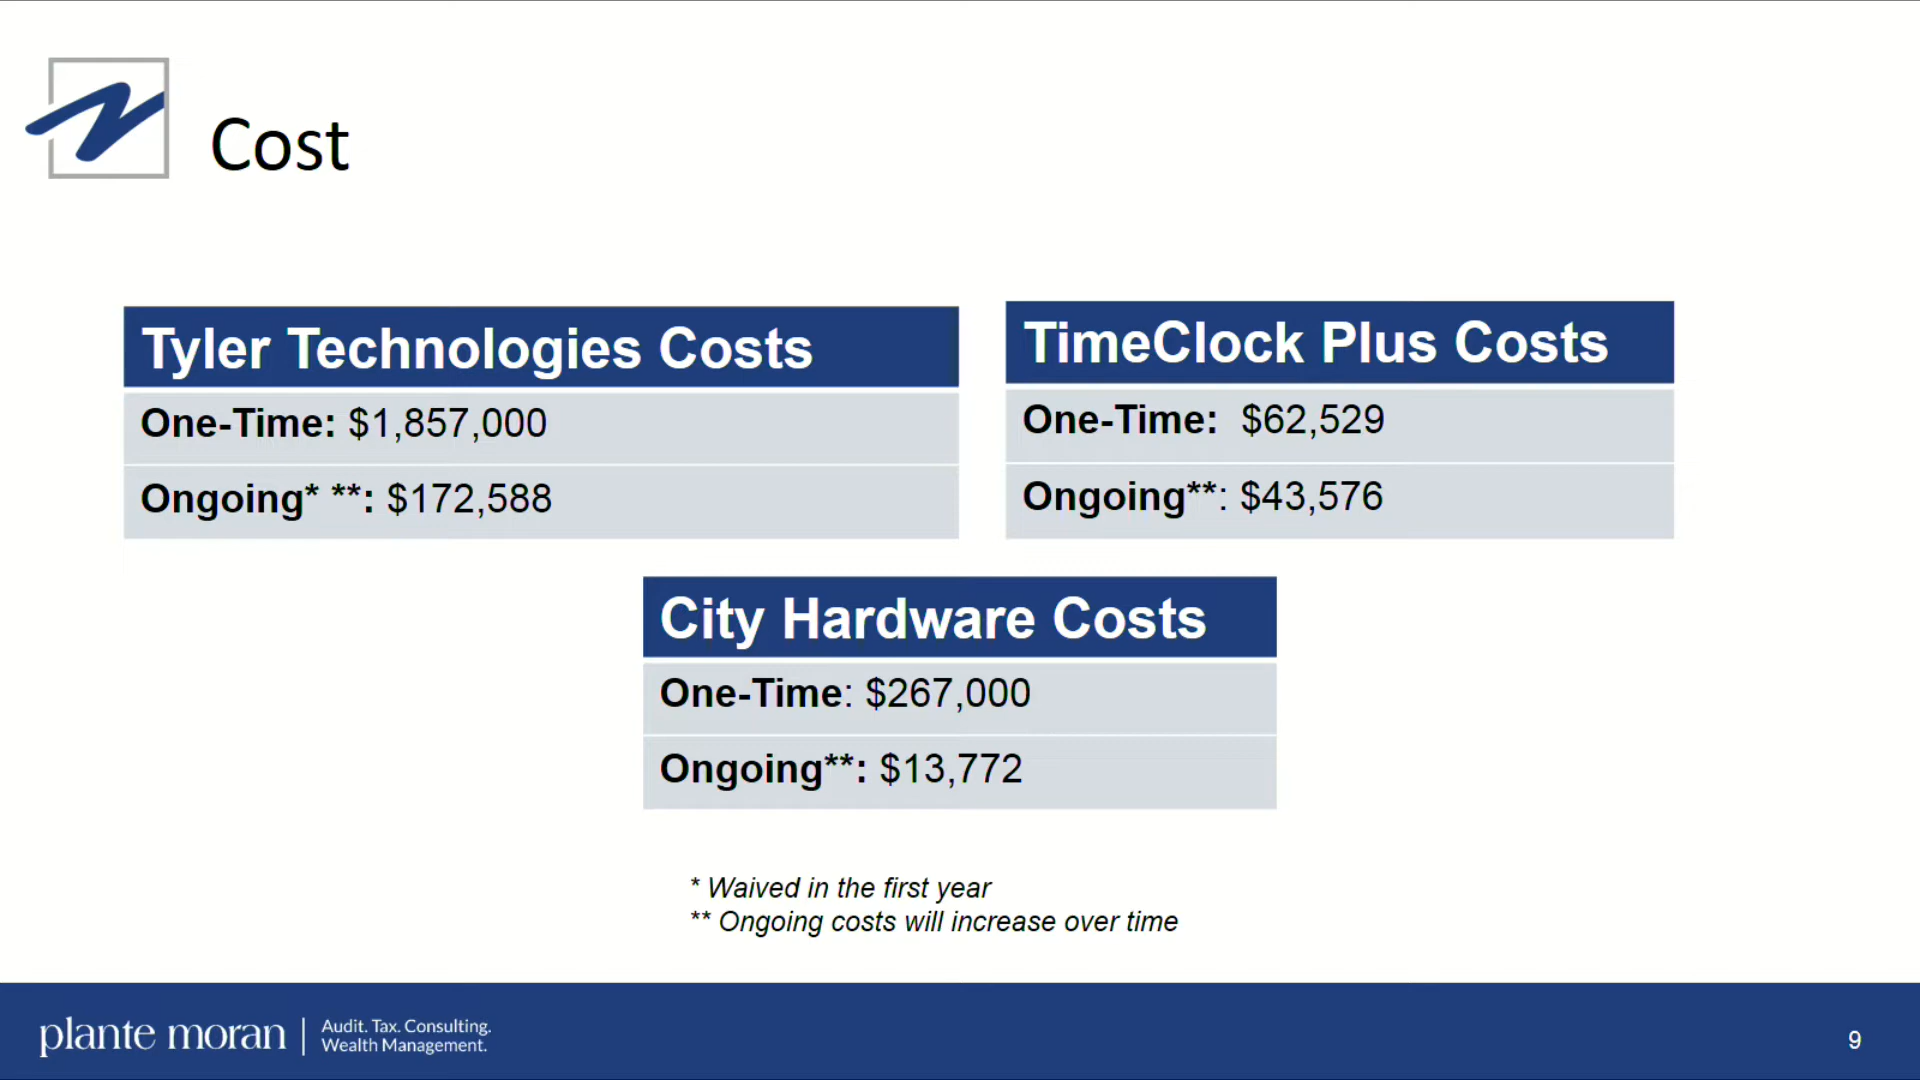 Cost
Tyler Technologies Costs
One-Time: $1,857,000
Ongoing* **: $172,588
TimeClock Plus Costs
One-Time: $62,529
Ongoing**: $43,576
City Hardware Costs
One-Time: $267,000
Ongoing**: $13,772
* Waived in the first year
** Ongoing costs will increase over time
plante moran
Audit. Tax. Consulting.
Wealth Management.
9